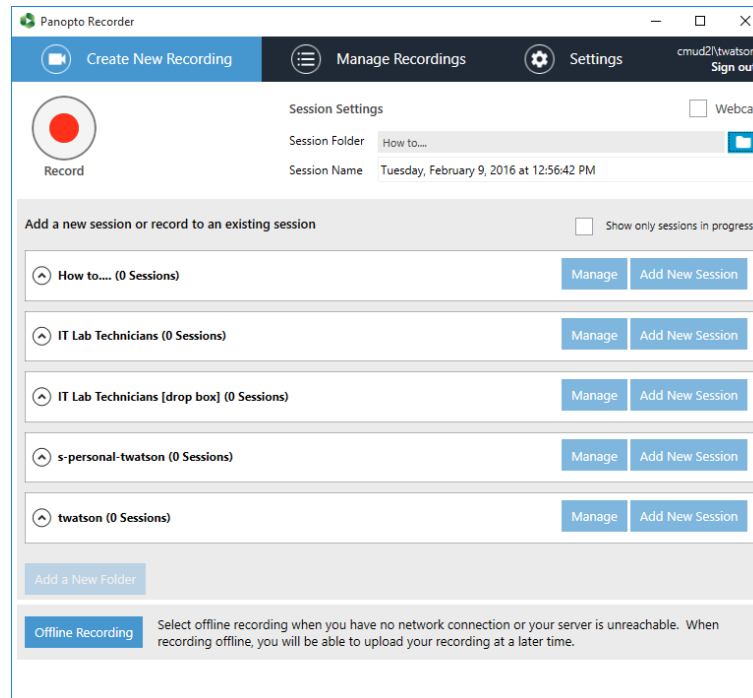 Panopto Recorder
Create New Recording
Manage Recordings
Settings
cmud2l\twatson
Sign out
Record
Session Settings
Webca
Session Folder How to....
Session Name Tuesday, February 9, 2016 at 12:56:42 PM
Add a new session or record to an existing session
Show only sessions in progress
How to.... (0 Sessions) Manage Add New Session
IT Lab Technicians (0 Sessions) Manage Add New Session
IT Lab Technicians [drop box] (0 Sessions) Manage Add New Session
s-personal-twatson (0 Sessions) Manage Add New Session
twatson (0 Sessions) Manage Add New Session
Add a New Folder
Offline Recording
Select offline recording when you have no network connection or your server is unreachable. When
recording offline, you will be able to upload your recording at a later time.